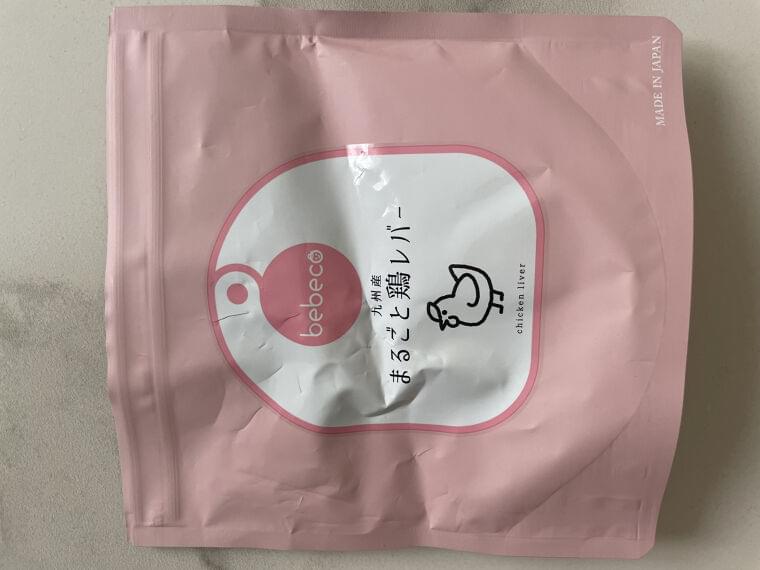 bebeco
九州産
まるごと鶏レバー
chicken liver
MADE IN JAPAN